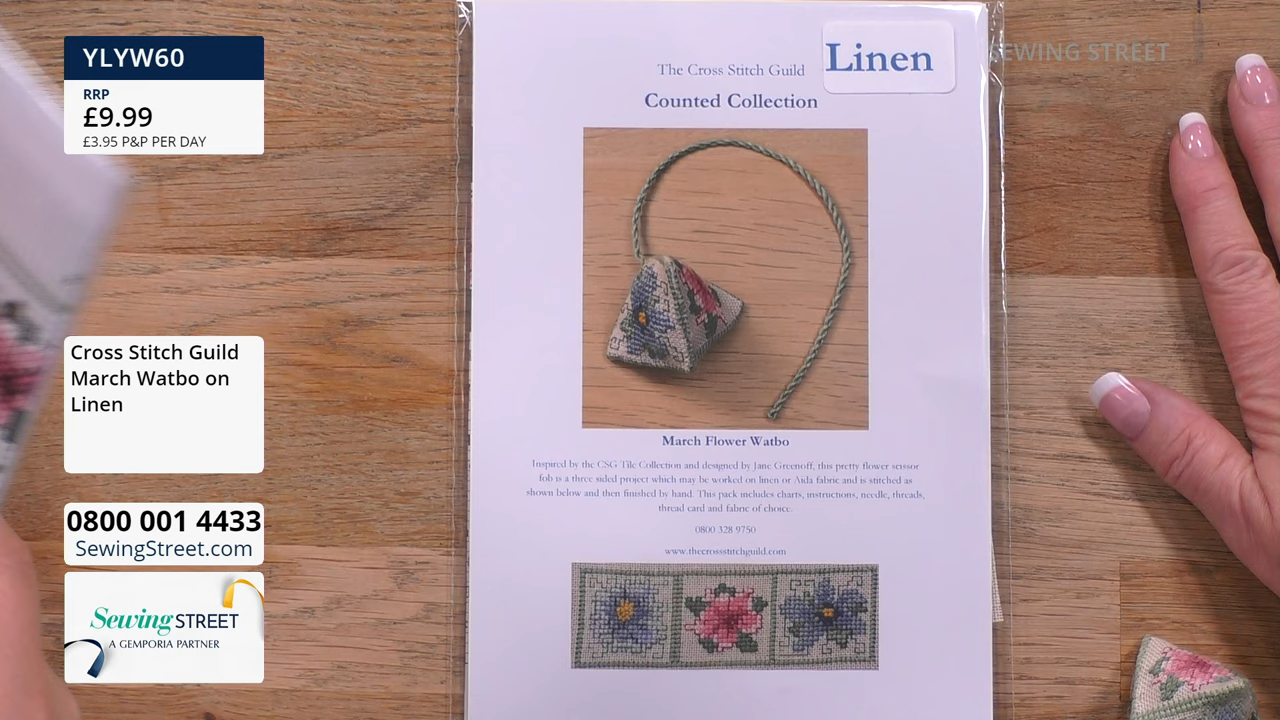 YLYW60
RRP
£9.99
£3.95 P&P PER DAY
Cross Stitch Guild
March Watbo on
Linen
0800 001 4433
SewingStreet.com
Sewing STREET
A GEMPORIA PARTNER
SEWING STREET
Linen
The Cross Stitch Guild
Counted Collection
March Flower Watbo
Inspired by the CSG Tile Collection and designed by Jane Greenoff, this pretty flower scissor
fob is a three sided project which may be worked on linen or Aida fabric and is stitched as
shown below and then finished by hand. This pack includes charts, instructions, needle, threads,
thread card and fabric of choice.
0800 328 9750
www.thecrossstitchguild.com